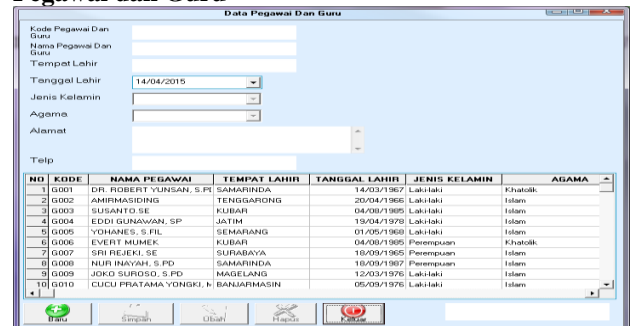 Pegawai dan Guru
Data Pegawai Dan Guru
Kode Pegawai Dan
Guru
Nama Pegawai Dan
Guru
Tempat Lahir
Tanggal Lahir 14/04/2015
Jenis Kelamin
Agama
Alamat
Telp
NO KODE NAMA PEGAWAI TEMPAT LAHIR TANGGAL LAHIR JENIS KELAMIN AGAMA
1 G001 DR. ROBERT YUNSAN, S.PI SAMARINDA 14/03/1967 Laki-laki Khatolik
2 G002 AMIRMASIDING TENGGARONG 20/04/1966 Laki-laki Islam
3 G003 SUSANTO.SE KUBAR 04/08/1985 Laki-laki Islam
4 G004 EDDI GUNAWAN, SP JATIM 19/04/1978 Laki-laki Islam
5 G005 YOHANES, S.FIL SEMARANG 01/05/1968 Laki-laki Islam
6 G006 EVERT MUMEK KUBAR 04/08/1985 Perempuan Khatolik
7 G007 SRI REJEKI, SE SURABAYA 18/09/1965 Perempuan Islam
8 G008 NUR INAYAH, S.PD SAMARINDA 18/09/1987 Perempuan Islam
9 G009 JOKO SUROSO, S.PD MAGELANG 12/03/1976 Laki-laki Islam
10 G010 CUCU PRATAMA YONGKI, M BANJARMASIN 05/09/1976 Laki-laki Islam
Baru Simpan Ubah Hapus Keluar